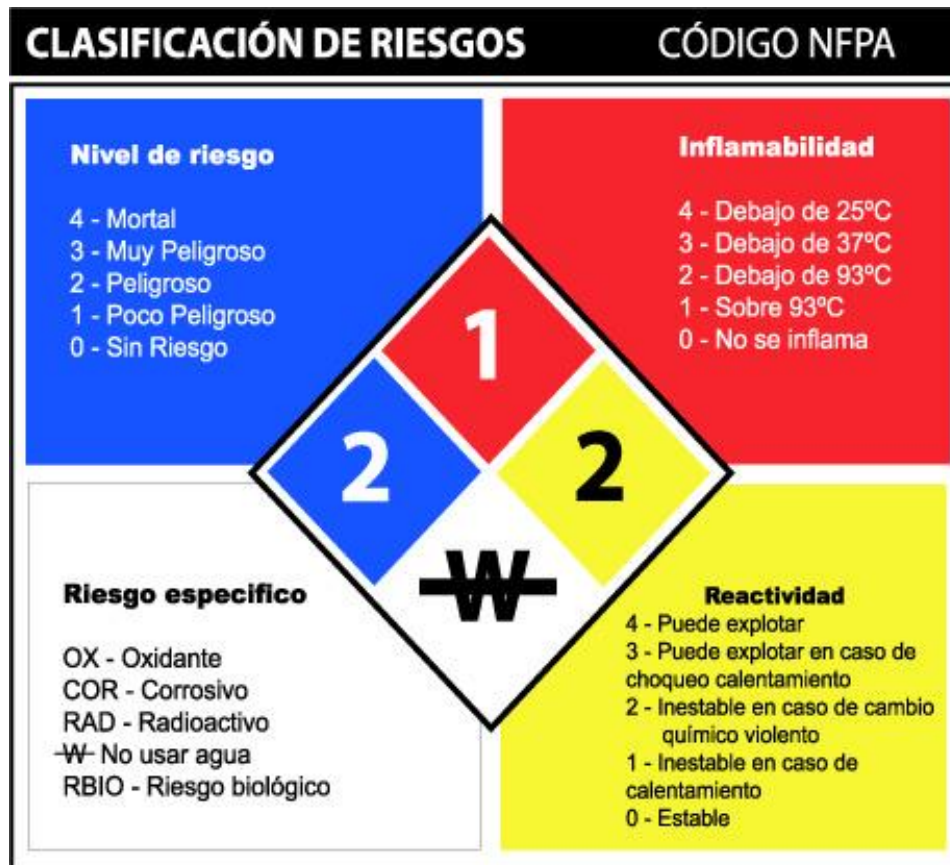 CLASIFICACIÓN DE RIESGOS CÓDIGO NFPA
Nivel de riesgo
4 - Mortal
3 - Muy Peligroso
2 - Peligroso
1 - Poco Peligroso
0 - Sin Riesgo
Inflamabilidad
4 - Debajo de 25ºC
3 - Debajo de 37ºC
2 - Debajo de 93ºC
1 - Sobre 93ºC
0 - No se inflama
1
2
2
W
Riesgo especifico
OX - Oxidante
COR - Corrosivo
RAD - Radioactivo
W - No usar agua
RBIO - Riesgo biológico
Reactividad
4 - Puede explotar
3 - Puede explotar en caso de
choqueo calentamiento
2 - Inestable en caso de cambio
químico violento
1 - Inestable en caso de
calentamiento
0 - Estable